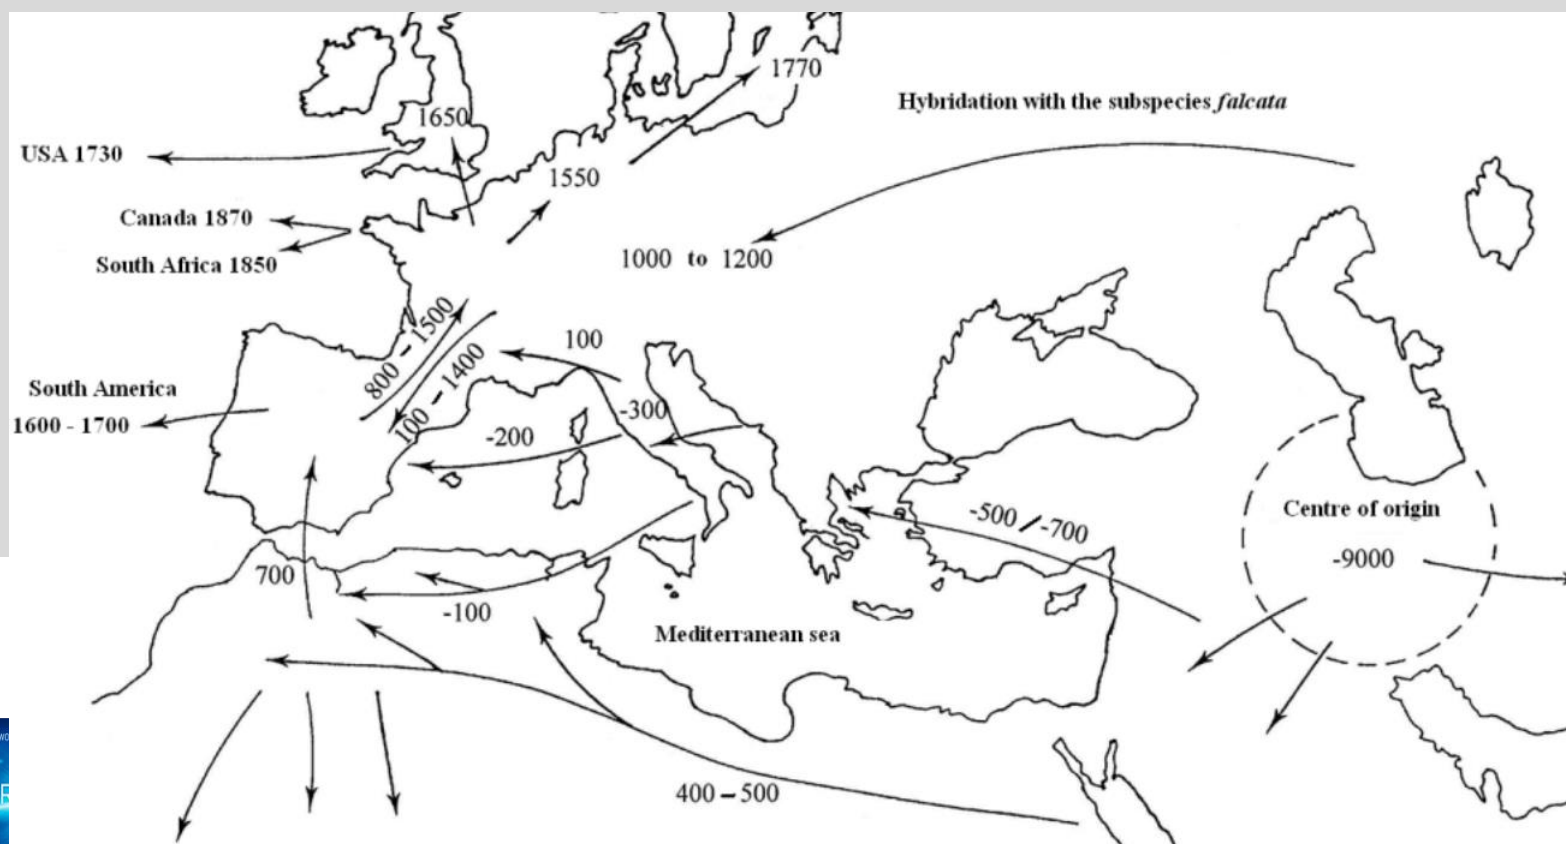 1770
Hybridation with the subspecies falcata
1650
USA 1730
1550
Canada 1870
South Africa 1850
1000 to 1200
800 – 1500
100
100 – 1400
South America
1600 - 1700
-300
-200
-500 / -700
Centre of origin
-9000
700
-100
Mediterranean sea
400 – 500